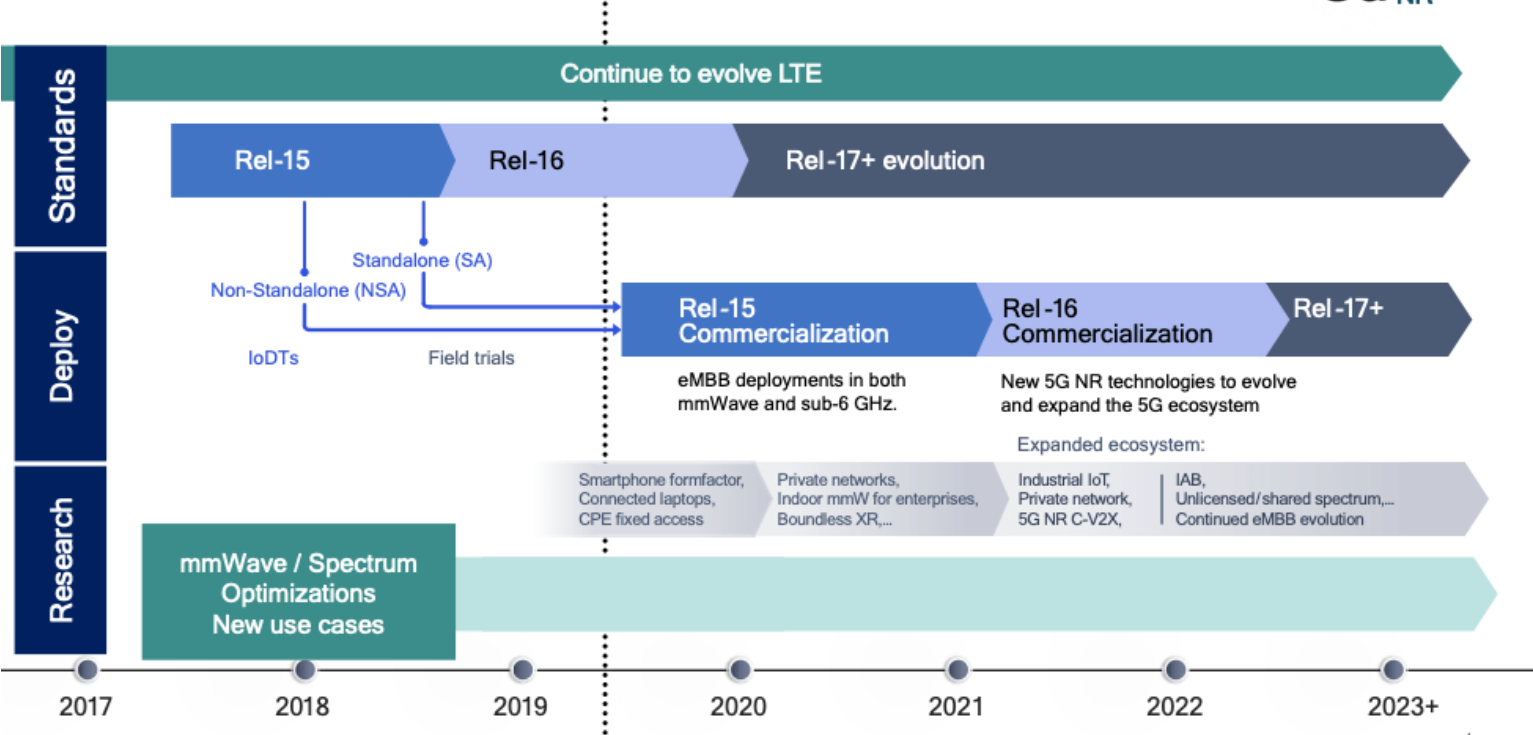 NR
Standards
Continue to evolve LTE
Rel-15
Rel-16
Rel-17+ evolution
Standalone (SA)
Non-Standalone (NSA)
Deploy
Rel-15
Commercialization
Rel-16
Commercialization
Rel-17+
IoDTs
Field trials
eMBB deployments in both
mmWave and sub-6 GHz.
New 5G NR technologies to evolve
and expand the 5G ecosystem
Expanded ecosystem:
Research
Smartphone formfactor,
Connected laptops,
CPE fixed access
Private networks,
Indoor mmW for enterprises,
Boundless XR,...
Industrial IoT,
Private network,
5G NR C-V2X,
IAB,
Unlicensed/shared spectrum,...
Continued eMBB evolution
mmWave / Spectrum
Optimizations
New use cases
2017
2018
2019
2020
2021
2022
2023+